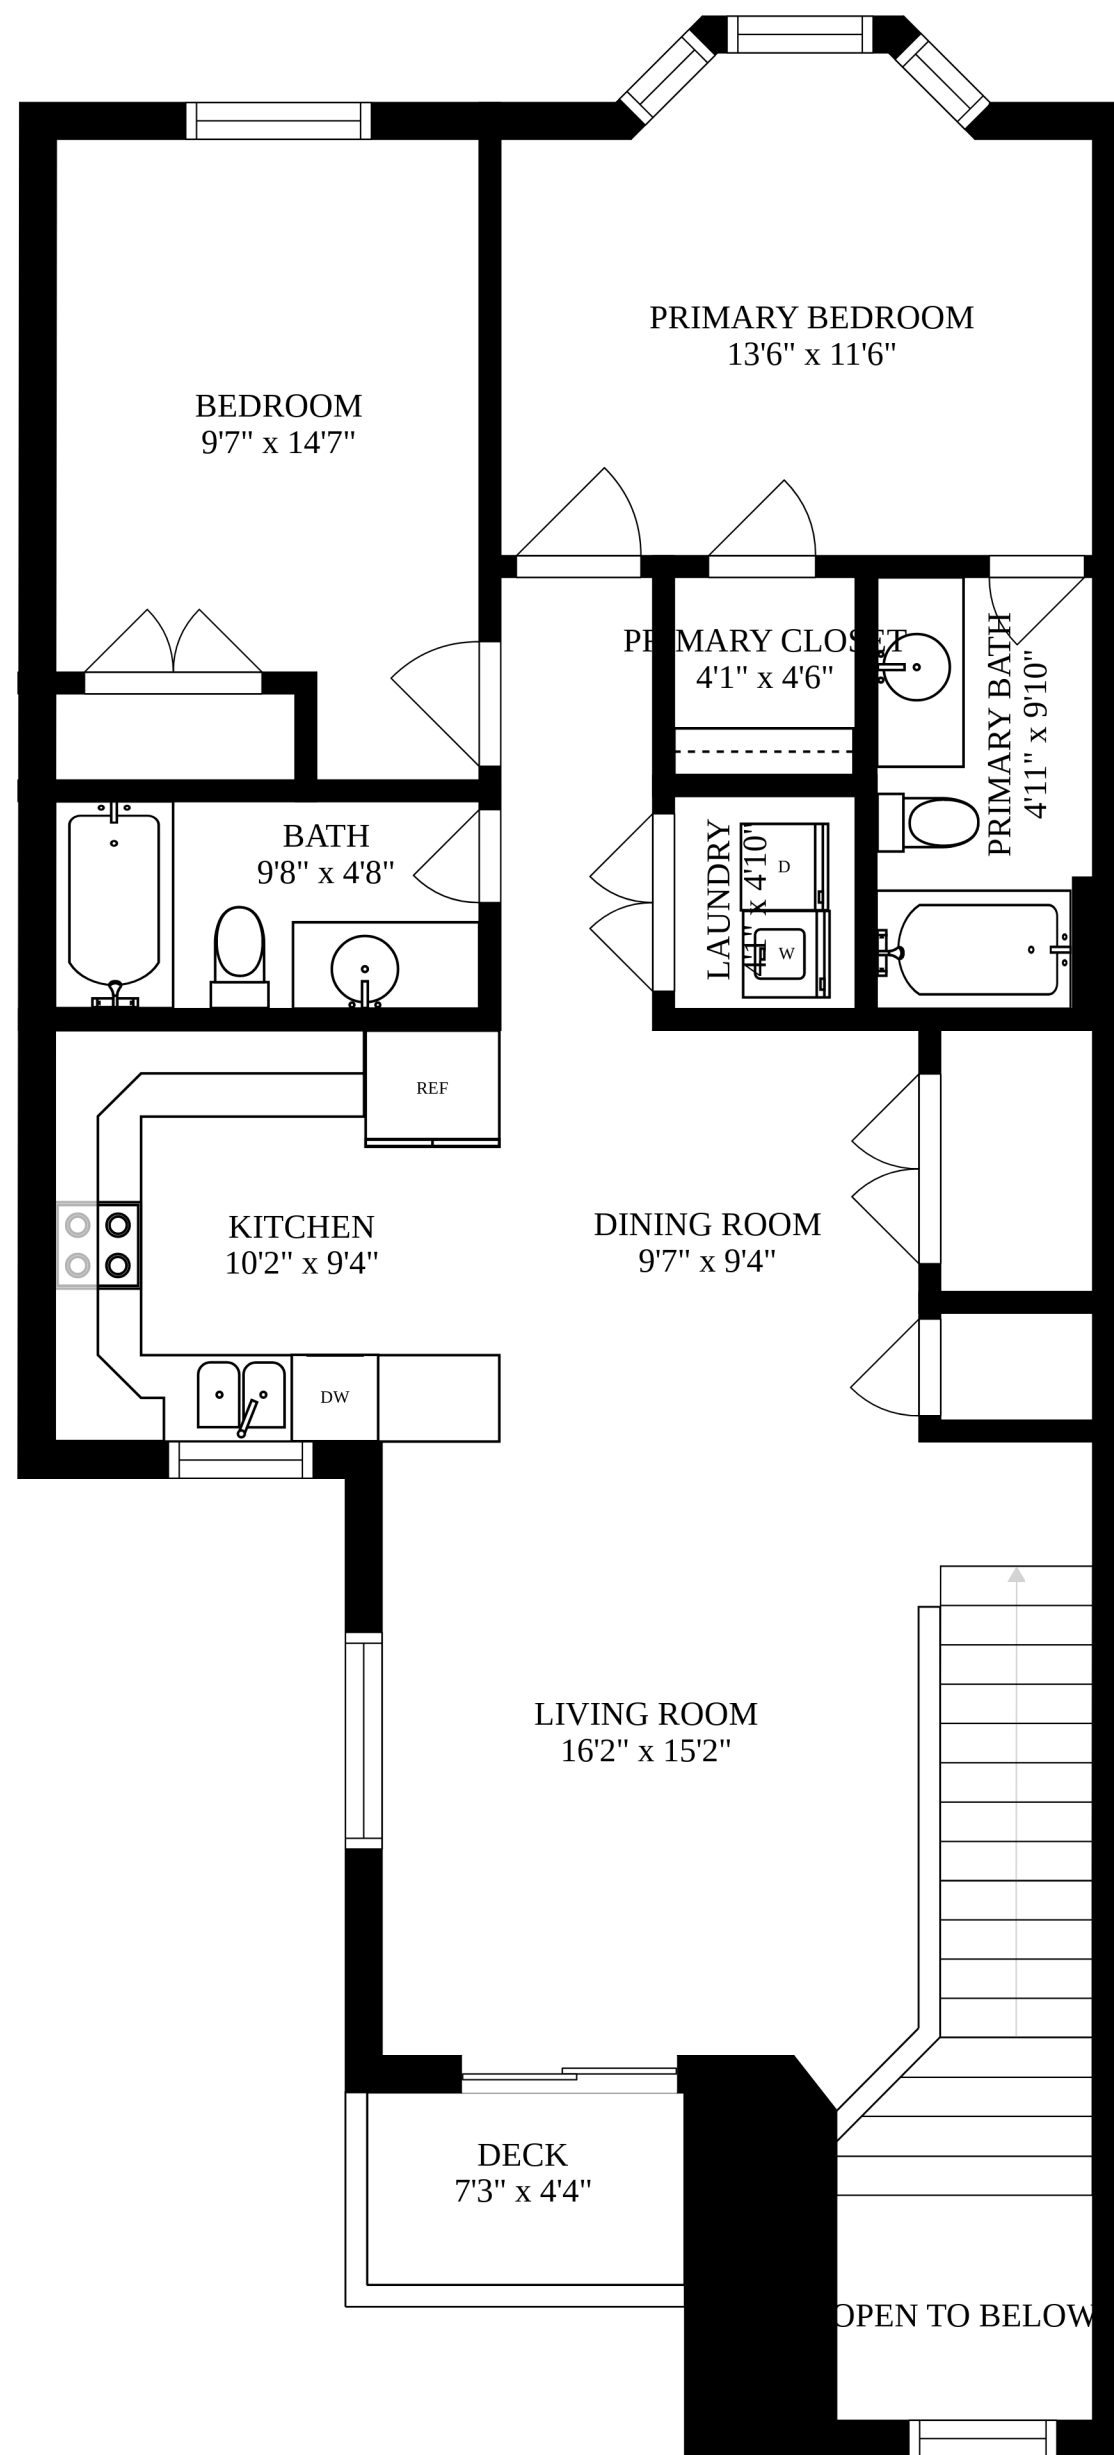 PRIMARY BEDROOM
13'6" x 11'6"
BEDROOM
9'7" x 14'7"
PRIMARY CLOSET
4'1" x 4'6"
PRIMARY BATH
4'11" x 9'10"
BATH
9'8" x 4'8"
LAUNDRY
4'1" x 4'10"
D
W
REF
KITCHEN
10'2" x 9'4"
DINING ROOM
9'7" x 9'4"
DW
LIVING ROOM
16'2" x 15'2"
DECK
7'3" x 4'4"
OPEN TO BELOW